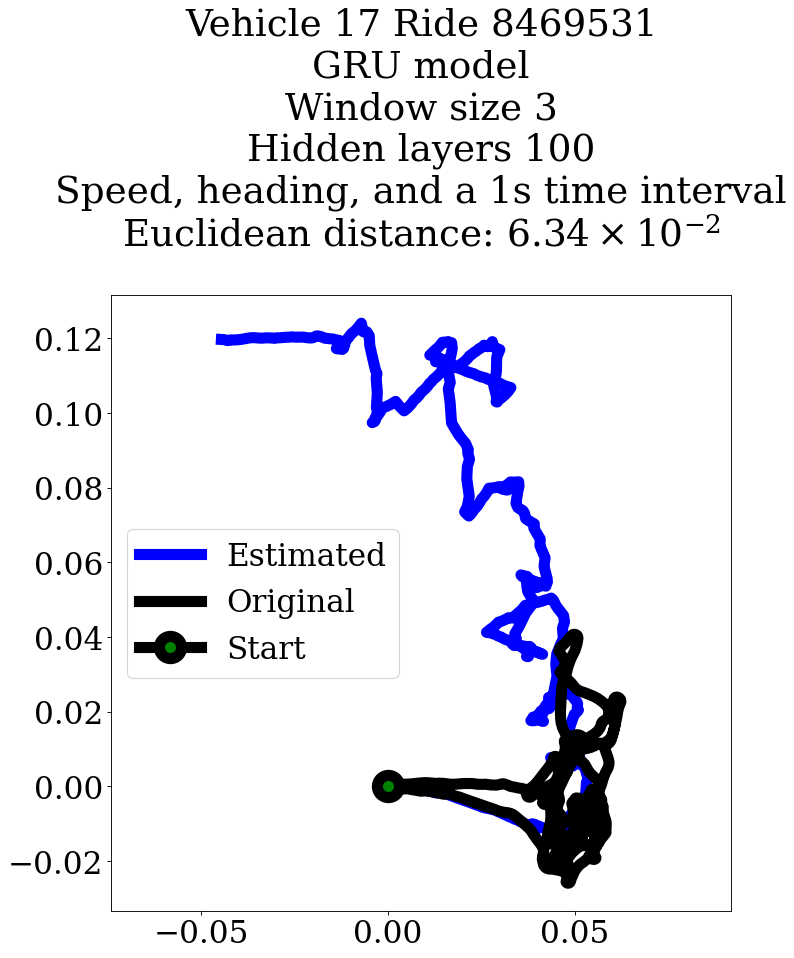 Vehicle 17 Ride 8469531
GRU model
Window size 3
Hidden layers 100
Speed, heading, and a 1s time interval
Euclidean distance: 6.34 × 10⁻²
0.12
0.10
0.08
0.06
0.04
0.02
0.00
−0.02
Estimated
Original
Start
−0.05 0.00 0.05